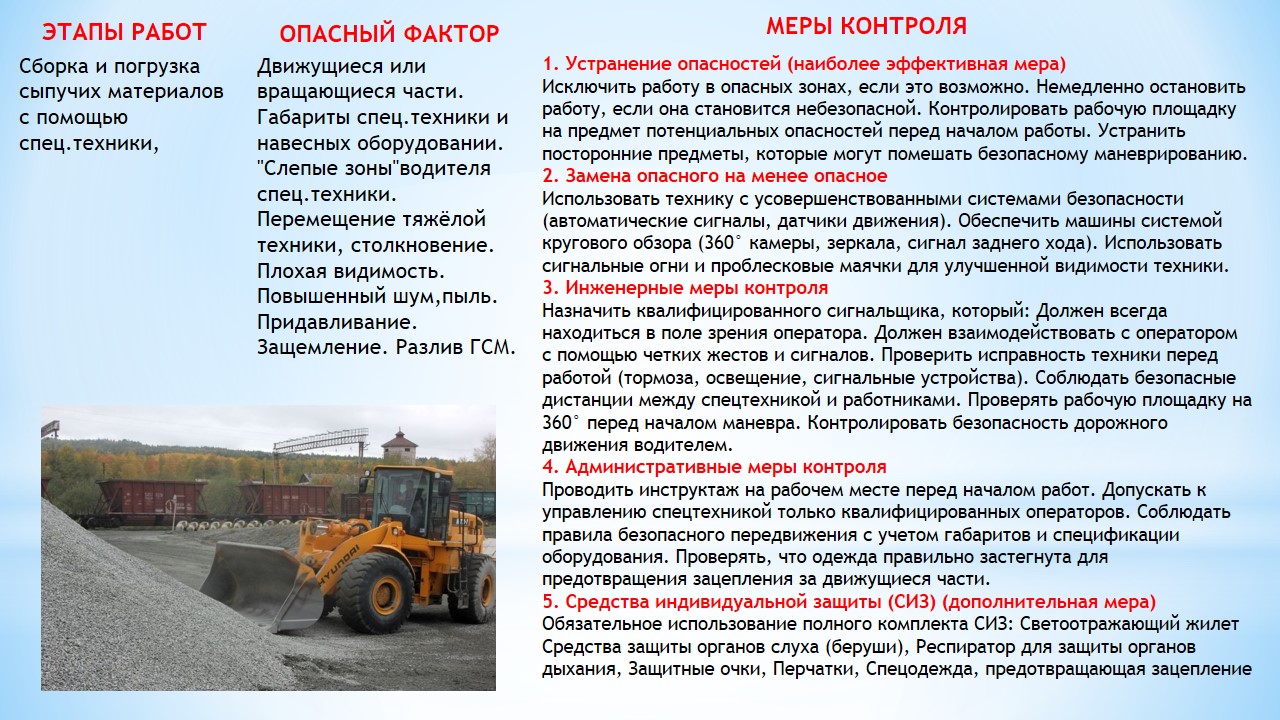 ЭТАПЫ РАБОТ
Сборка и погрузка
сыпучих материалов
с помощью
спец.техники,
ОПАСНЫЙ ФАКТОР
Движущиеся или
вращающиеся части.
Габариты спец.техники и
навесных оборудовании.
"Слепые зоны"водителя
спец.техники.
Перемещение тяжёлой
техники, столкновение.
Плохая видимость.
Повышенный шум,пыль.
Придавливание.
Защемление. Разлив ГСМ.
МЕРЫ КОНТРОЛЯ
1. Устранение опасностей (наиболее эффективная мера)
Исключить работу в опасных зонах, если это возможно. Немедленно остановить
работу, если она становится небезопасной. Контролировать рабочую площадку
на предмет потенциальных опасностей перед началом работы. Устранить
посторонние предметы, которые могут помешать безопасному маневрированию.
2. Замена опасного на менее опасное
Использовать технику с усовершенствованными системами безопасности
(автоматические сигналы, датчики движения). Обеспечить машины системой
кругового обзора (360° камеры, зеркала, сигнал заднего хода). Использовать
сигнальные огни и проблесковые маячки для улучшенной видимости техники.
3. Инженерные меры контроля
Назначить квалифицированного сигнальщика, который: Должен всегда
находиться в поле зрения оператора. Должен взаимодействовать с оператором
с помощью четких жестов и сигналов. Проверить исправность техники перед
работой (тормоза, освещение, сигнальные устройства). Соблюдать безопасные
дистанции между спецтехникой и работниками. Проверять рабочую площадку на
360° перед началом маневра. Контролировать безопасность дорожного
движения водителем.
4. Административные меры контроля
Проводить инструктаж на рабочем месте перед началом работ. Допускать к
управлению спецтехникой только квалифицированных операторов. Соблюдать
правила безопасного передвижения с учетом габаритов и спецификации
оборудования. Проверять, что одежда правильно застегнута для
предотвращения зацепления за движущиеся части.
5. Средства индивидуальной защиты (СИЗ) (дополнительная мера)
Обязательное использование полного комплекта СИЗ: Светоотражающий жилет
Средства защиты органов слуха (беруши), Респиратор для защиты органов
дыхания, Защитные очки, Перчатки, Спецодежда, предотвращающая зацепление
HYUNDAI